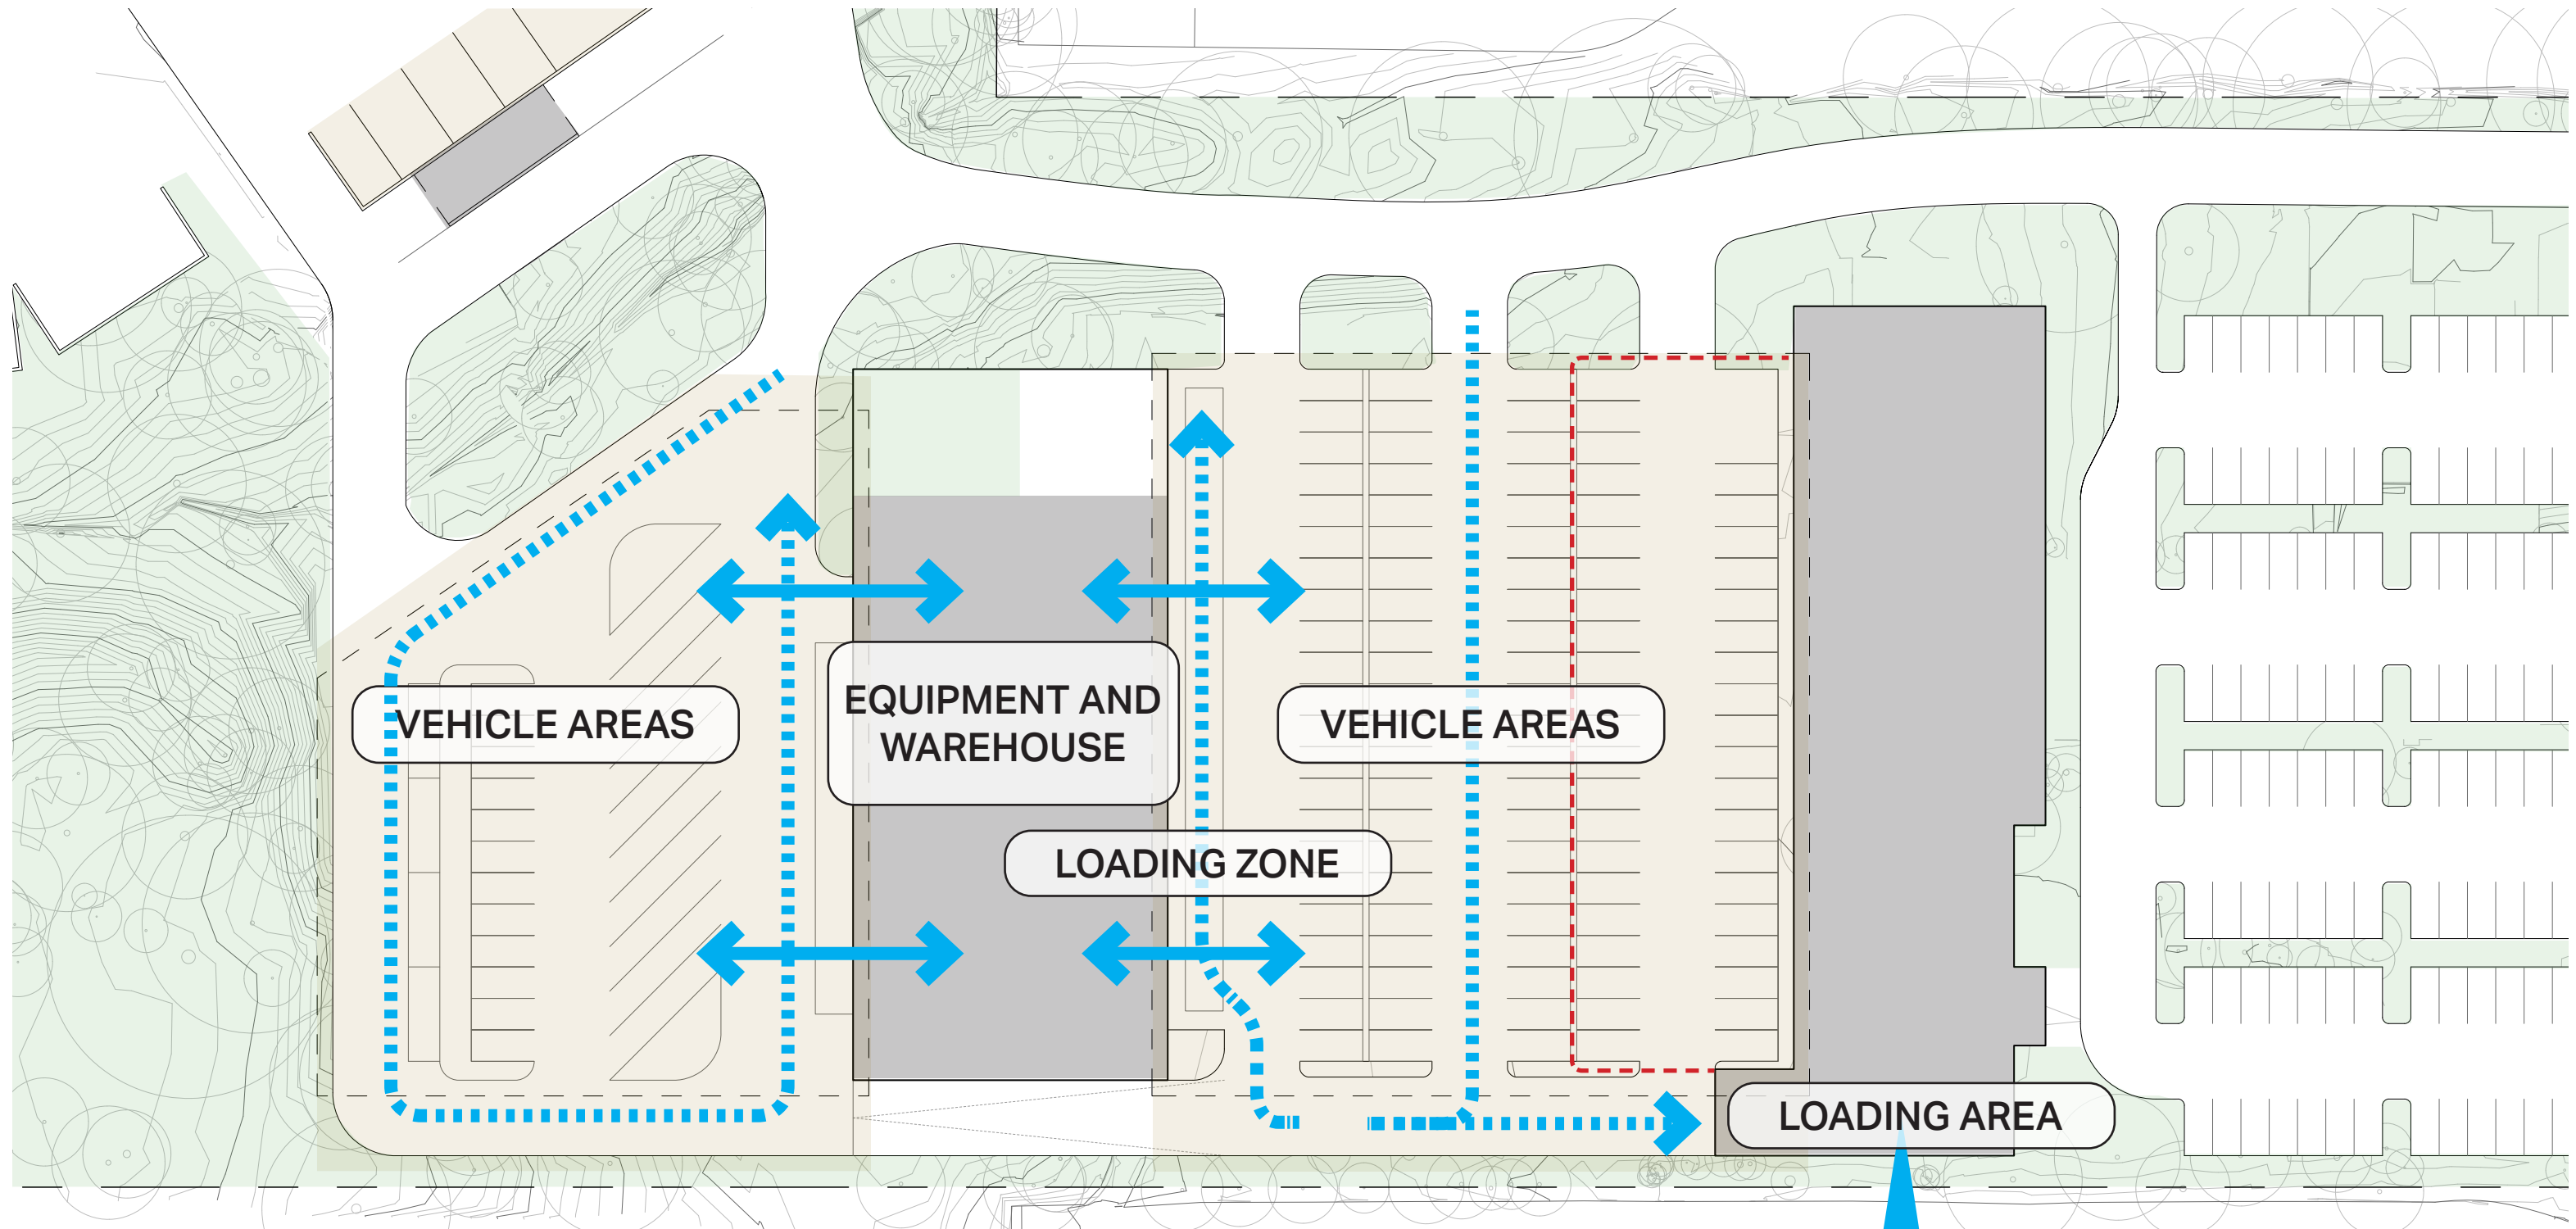 VEHICLE AREAS
EQUIPMENT AND
WAREHOUSE
VEHICLE AREAS
LOADING ZONE
LOADING AREA